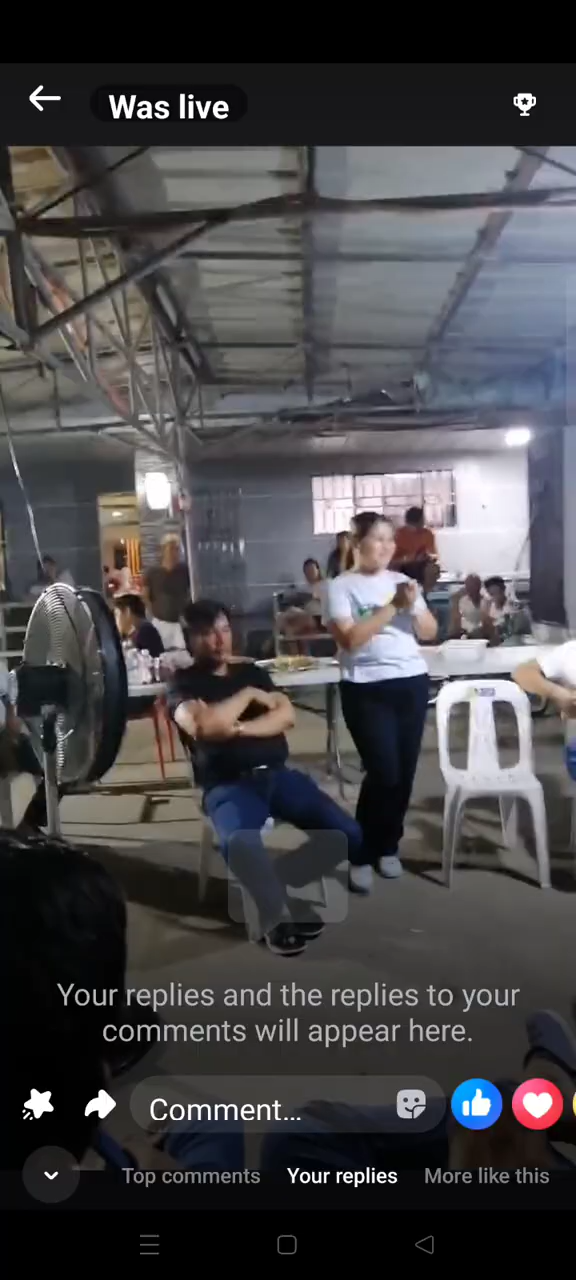 Was live
Your replies and the replies to your
comments will appear here.
Comment...
Top comments
Your replies
More like this